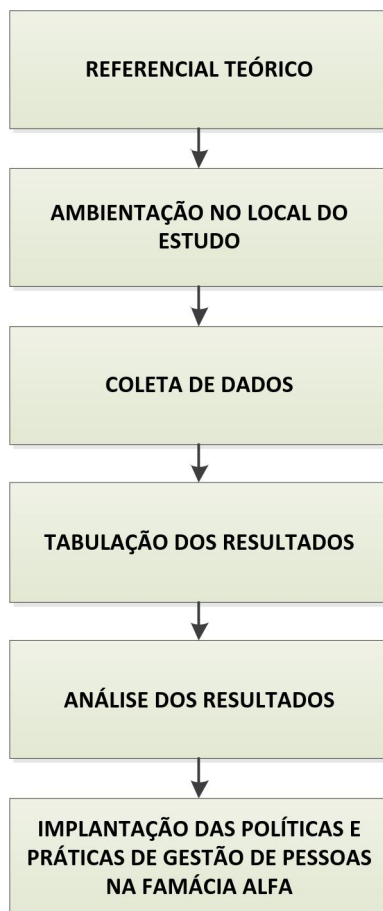 REFERENCIAL TEÓRICO
AMBIENTAÇÃO NO LOCAL DO
ESTUDO
COLETA DE DADOS
TABULAÇÃO DOS RESULTADOS
ANÁLISE DOS RESULTADOS
IMPLANTAÇÃO DAS POLÍTICAS E
PRÁTICAS DE GESTÃO DE PESSOAS
NA FAMÁCIA ALFA